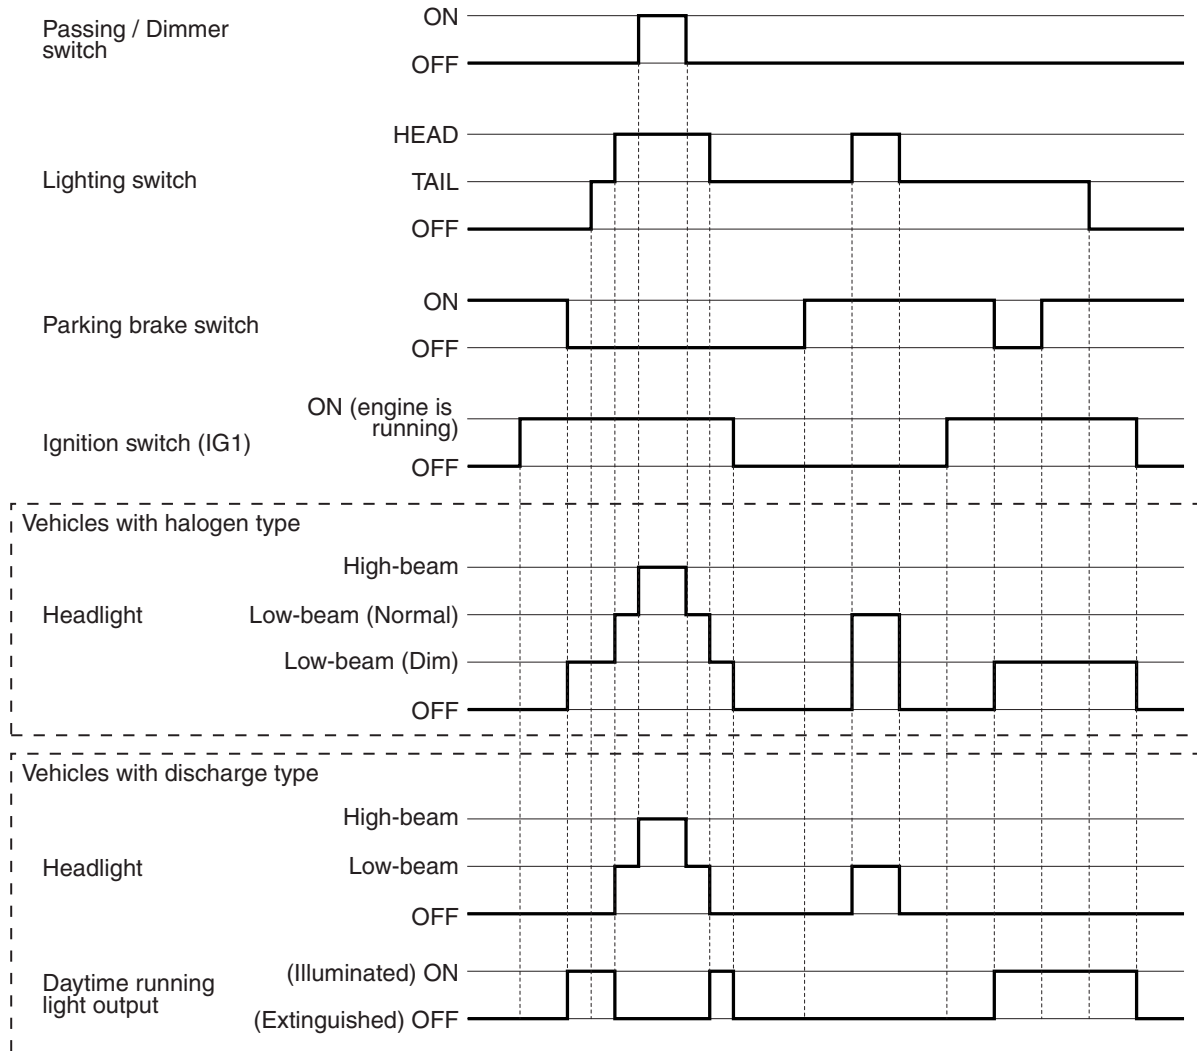 Passing / Dimmer
switch
ON
OFF
Lighting switch
HEAD
TAIL
OFF
Parking brake switch
ON
OFF
Ignition switch (IG1)
ON (engine is
running)
OFF
Vehicles with halogen type
Headlight
High-beam
Low-beam (Normal)
Low-beam (Dim)
OFF
Vehicles with discharge type
Headlight
High-beam
Low-beam
OFF
Daytime running
light output
(Illuminated) ON
(Extinguished) OFF